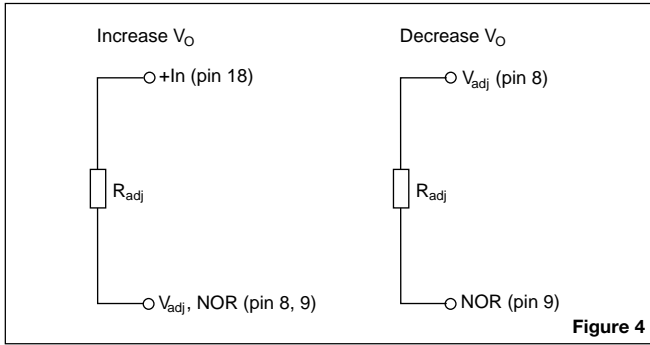 Increase VO
+In (pin 18)
Radj
Vadj, NOR (pin 8, 9)
Decrease VO
Vadj (pin 8)
Radj
NOR (pin 9)
Figure 4